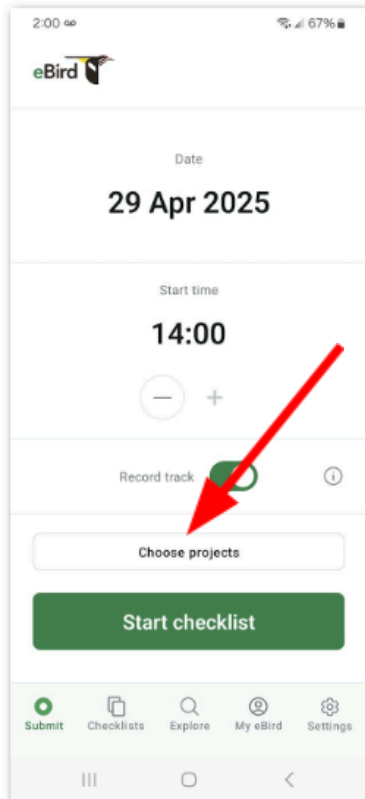 2:00 67%
eBird
Date
29 Apr 2025
Start time
14:00
Record track
Choose projects
Start checklist
Submit Checklists Explore My eBird Settings